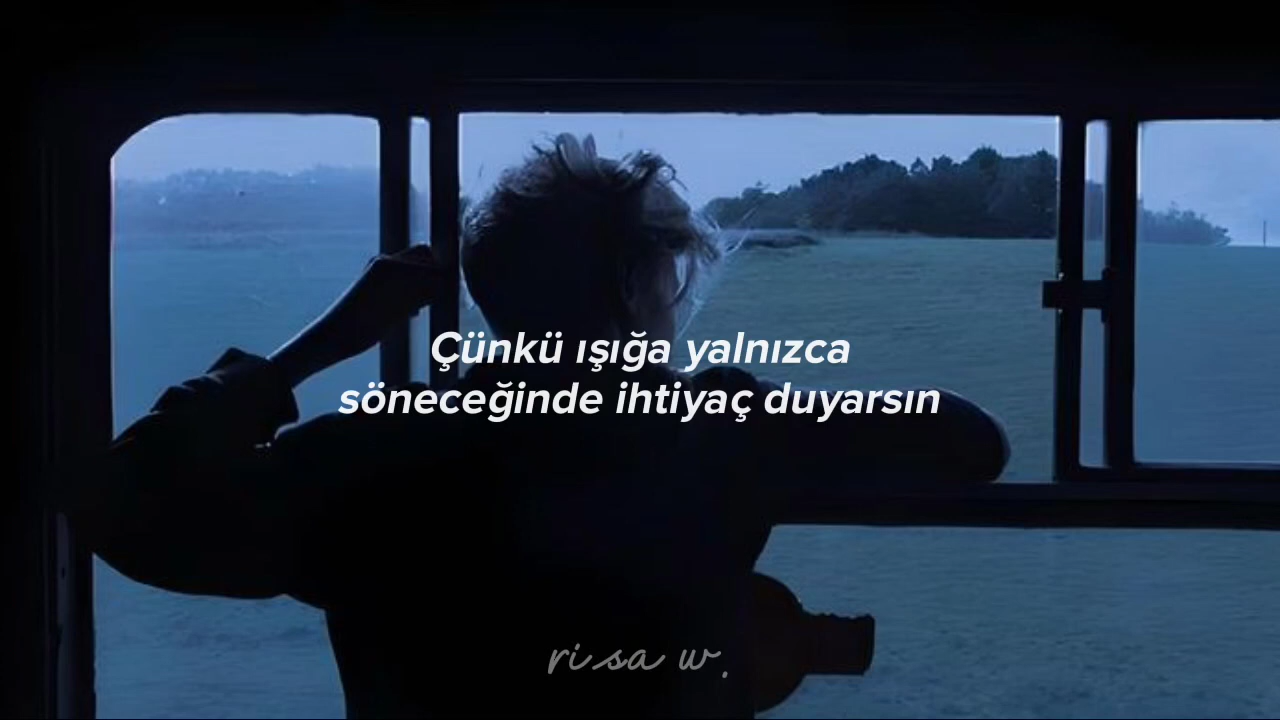 Çünkü ışığa yalnızca
söneceğinde ihtiyaç duyarsın
risa w.